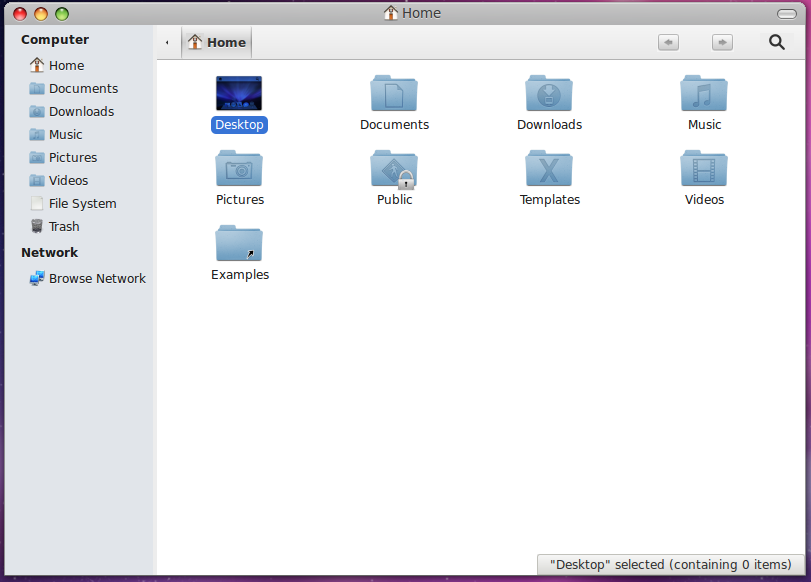 Home
Computer
Home
Documents
Downloads
Music
Pictures
Videos
File System
Trash
Network
Browse Network
Home
Desktop
Documents
Downloads
Music
Pictures
Public
Templates
Videos
Examples
"Desktop" selected (containing 0 items)